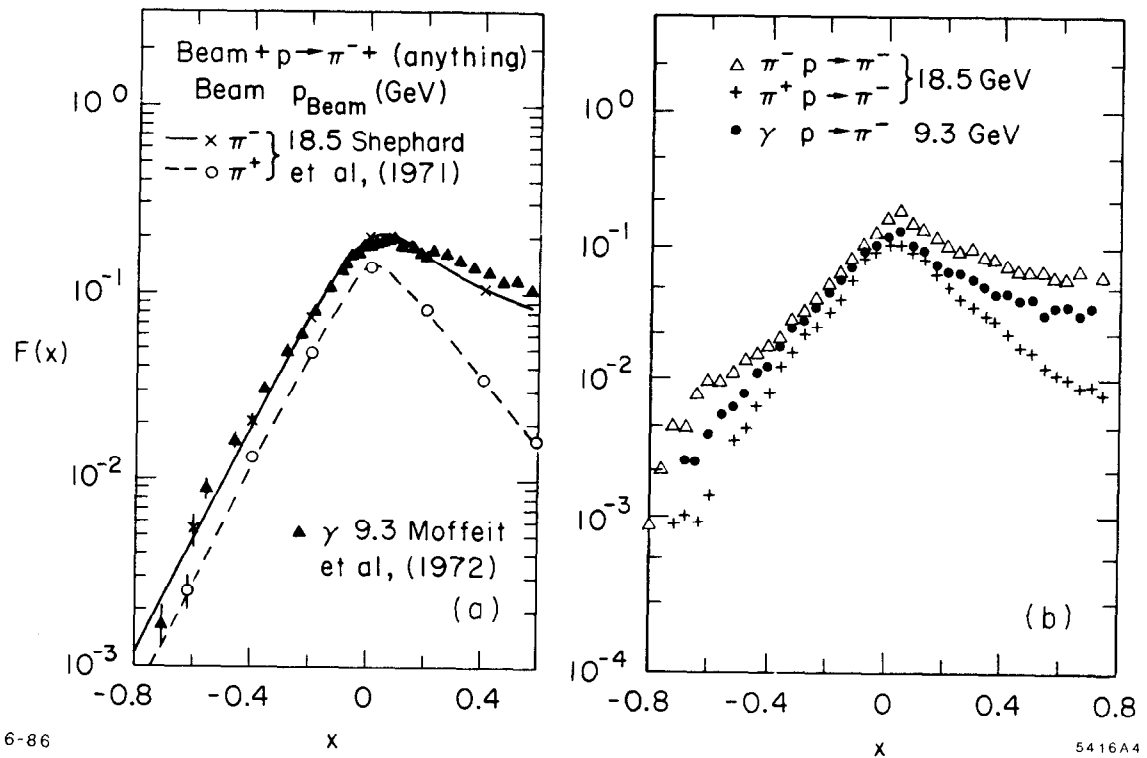 Beam + p → π⁻ + (anything)
Beam p_Beam (GeV)
π⁻ } 18.5 Shephard
π⁺ et al, (1971)
γ 9.3 Moffeit
et al, (1972)
(a)
F(x)
10⁰
10⁻¹
10⁻²
10⁻³
-0.8 -0.4 0 0.4
x
π⁻ p → π⁻ } 18.5 GeV
π⁺ p → π⁻
γ p → π⁻ 9.3 GeV
(b)
10⁰
10⁻¹
10⁻²
10⁻³
10⁻⁴
-0.8 -0.4 0 0.4 0.8
x
6-86
5416A4